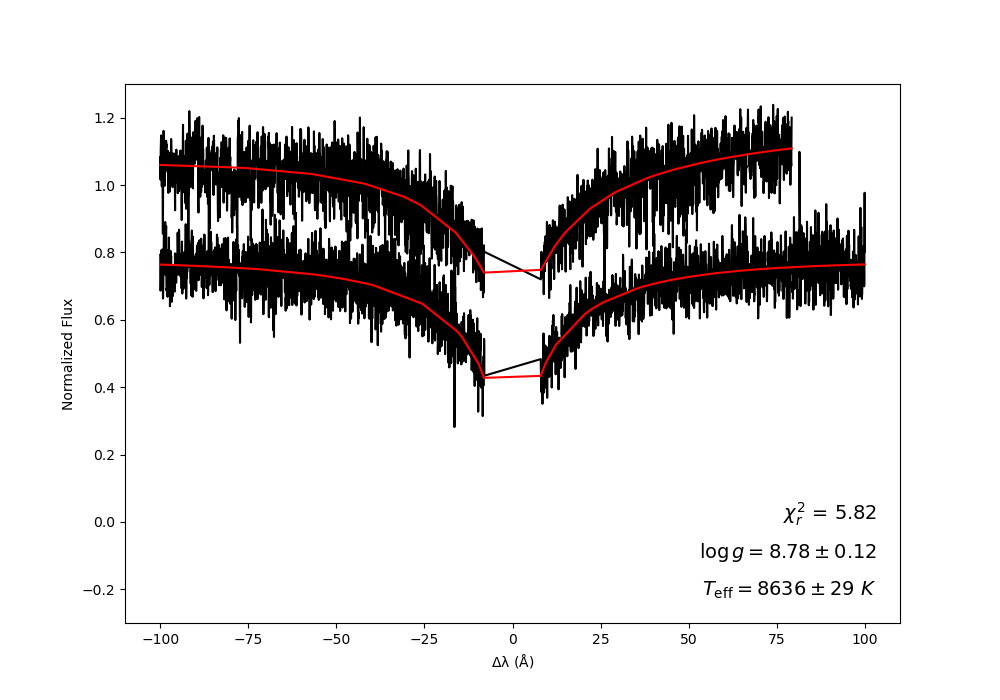 Normalized Flux
1.2
1.0
0.8
0.6
0.4
0.2
0.0
−0.2
χ_r^2 = 5.82
log g = 8.78 ± 0.12
T_eff = 8636 ± 29 K
−100 −75 −50 −25 0 25 50 75 100
Δλ (Å)